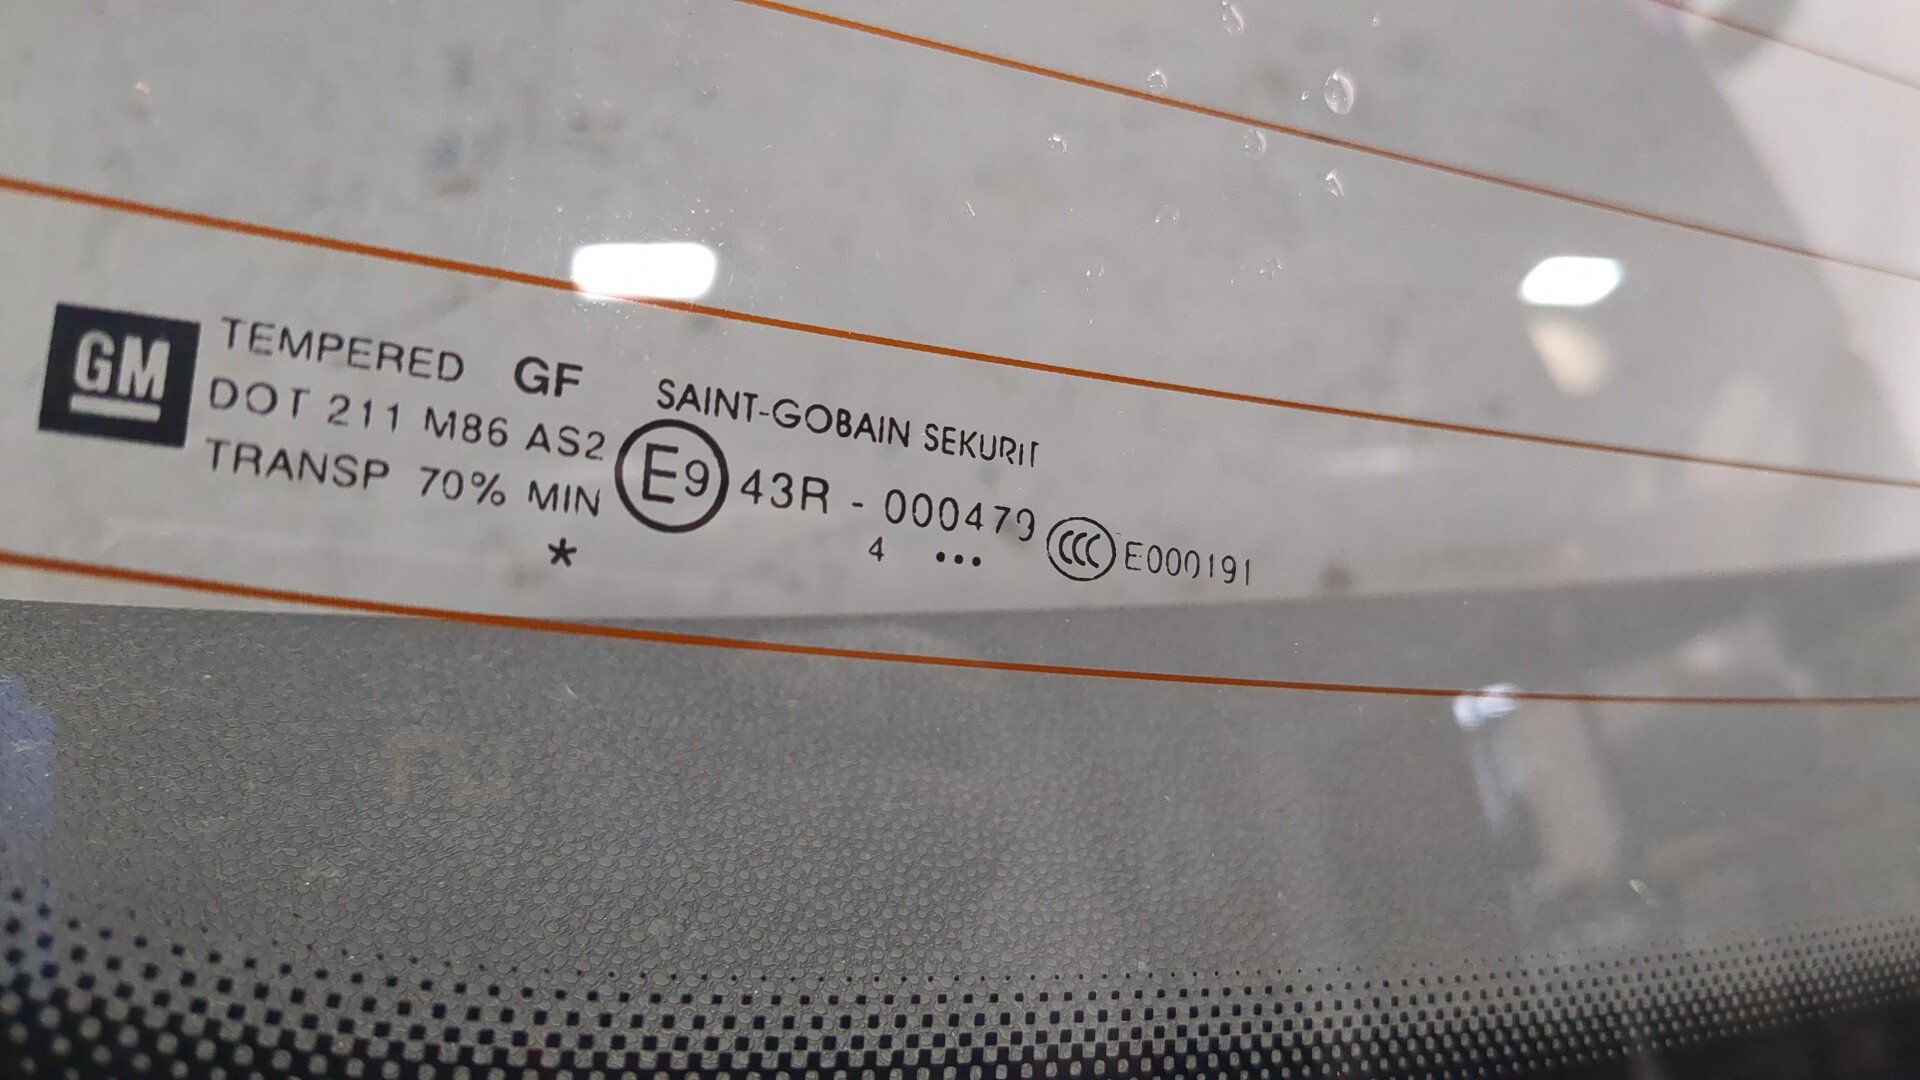 GM
TEMPERED GF
DOT 211 M86 AS2
TRANSP 70% MIN
SAINT-GOBAIN SEKURIT
E9 43R - 000479
CCC E000191
* 4 •••